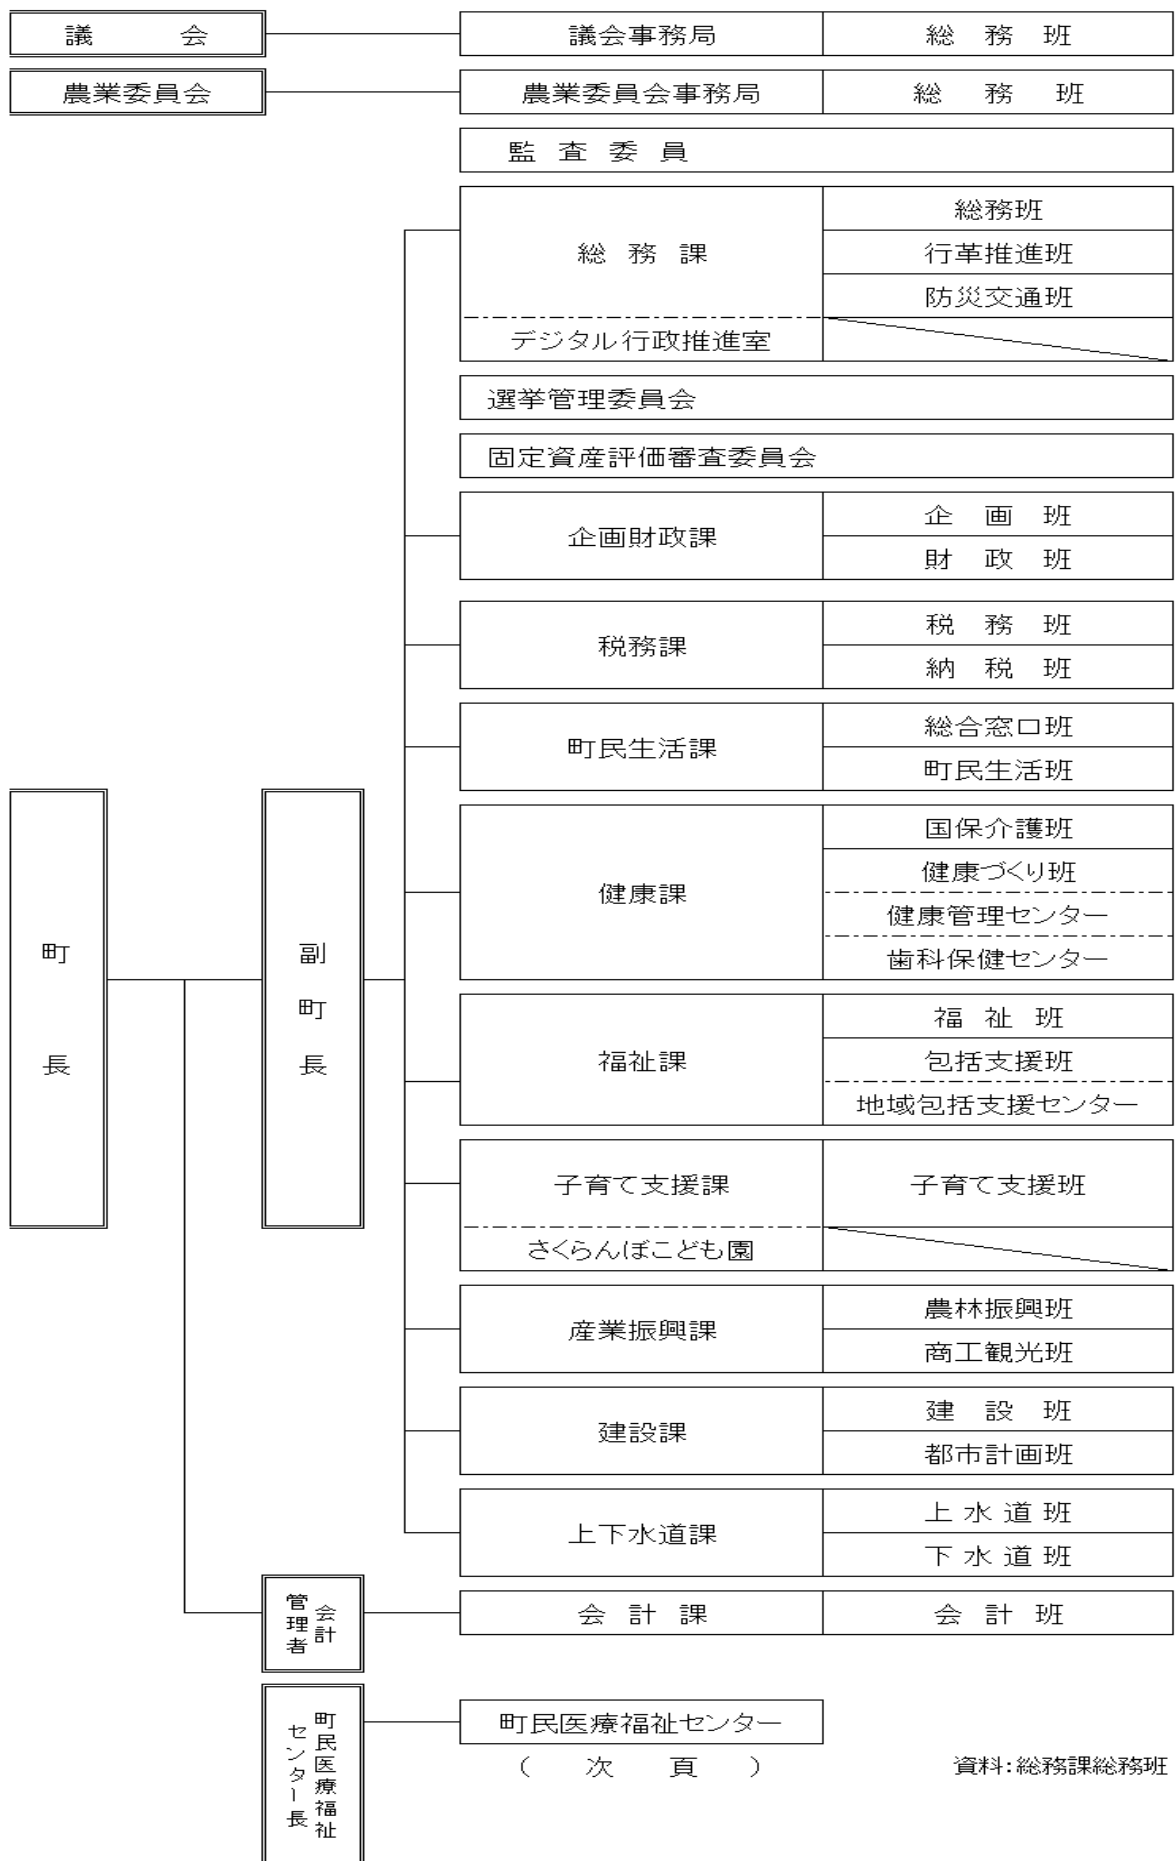 議 会 議会事務局 総 務 班
農業委員会 農業委員会事務局 総 務 班
監 査 委 員
総 務 課
総務班
行革推進班
防災交通班
デジタル行政推進室
選挙管理委員会
固定資産評価審査委員会
企画財政課
企 画 班
財 政 班
税務課
税 務 班
納 税 班
町民生活課
総合窓口班
町民生活班
町長
副町長
健康課
国保介護班
健康づくり班
健康管理センター
歯科保健センター
福祉課
福 祉 班
包括支援班
地域包括支援センター
子育て支援課 子育て支援班
さくらんぼこども園
産業振興課
農林振興班
商工観光班
建設課
建 設 班
都市計画班
上下水道課
上 水 道 班
下 水 道 班
会計
管理者
会 計 課 会 計 班
町民医療福祉
センター長
町民医療福祉センター
( 次 頁 )
資料:総務課総務班